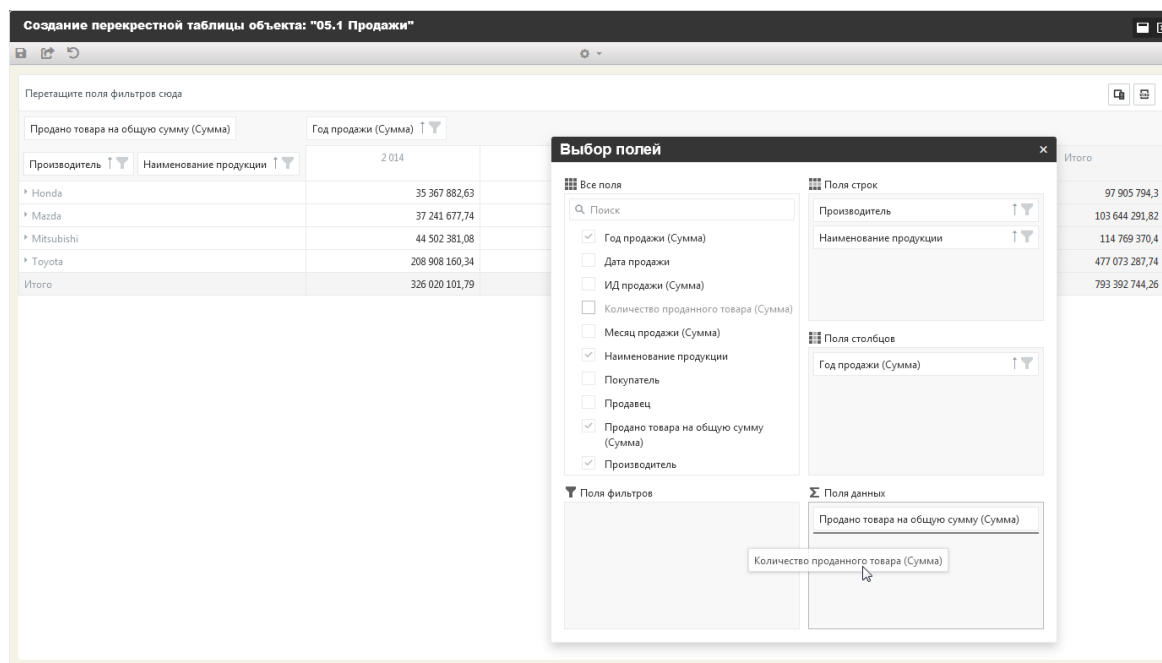 Создание перекрестной таблицы объекта: "05.1 Продажи"
Перетащите поля фильтров сюда
Продано товара на общую сумму (Сумма)
Год продажи (Сумма)
Производитель
Наименование продукции
2 014
Итого
Honda
35 367 882,63
97 905 794,3
Mazda
37 241 677,74
103 644 291,82
Mitsubishi
44 502 381,08
114 769 370,4
Toyota
208 908 160,34
477 073 287,74
Итого
326 020 101,79
793 392 744,26
Выбор полей
Все поля
Поиск
Год продажи (Сумма)
Дата продажи
ИД продажи (Сумма)
Количество проданного товара (Сумма)
Месяц продажи (Сумма)
Наименование продукции
Покупатель
Продавец
Продано товара на общую сумму
(Сумма)
Производитель
Поля строк
Производитель
Наименование продукции
Поля столбцов
Год продажи (Сумма)
Поля фильтров
Поля данных
Продано товара на общую сумму (Сумма)
Количество проданного товара (Сумма)